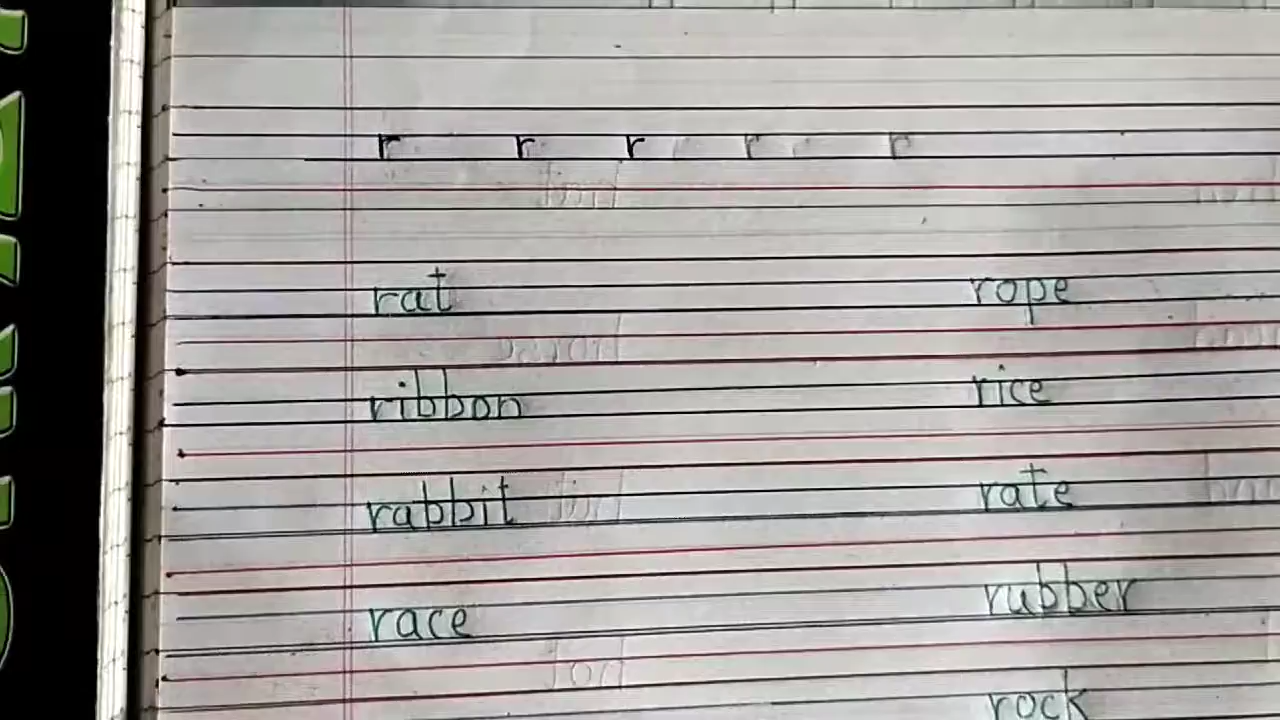 r r r r r
rat rope
ribbon rice
rabbit rate
race rubber
rock